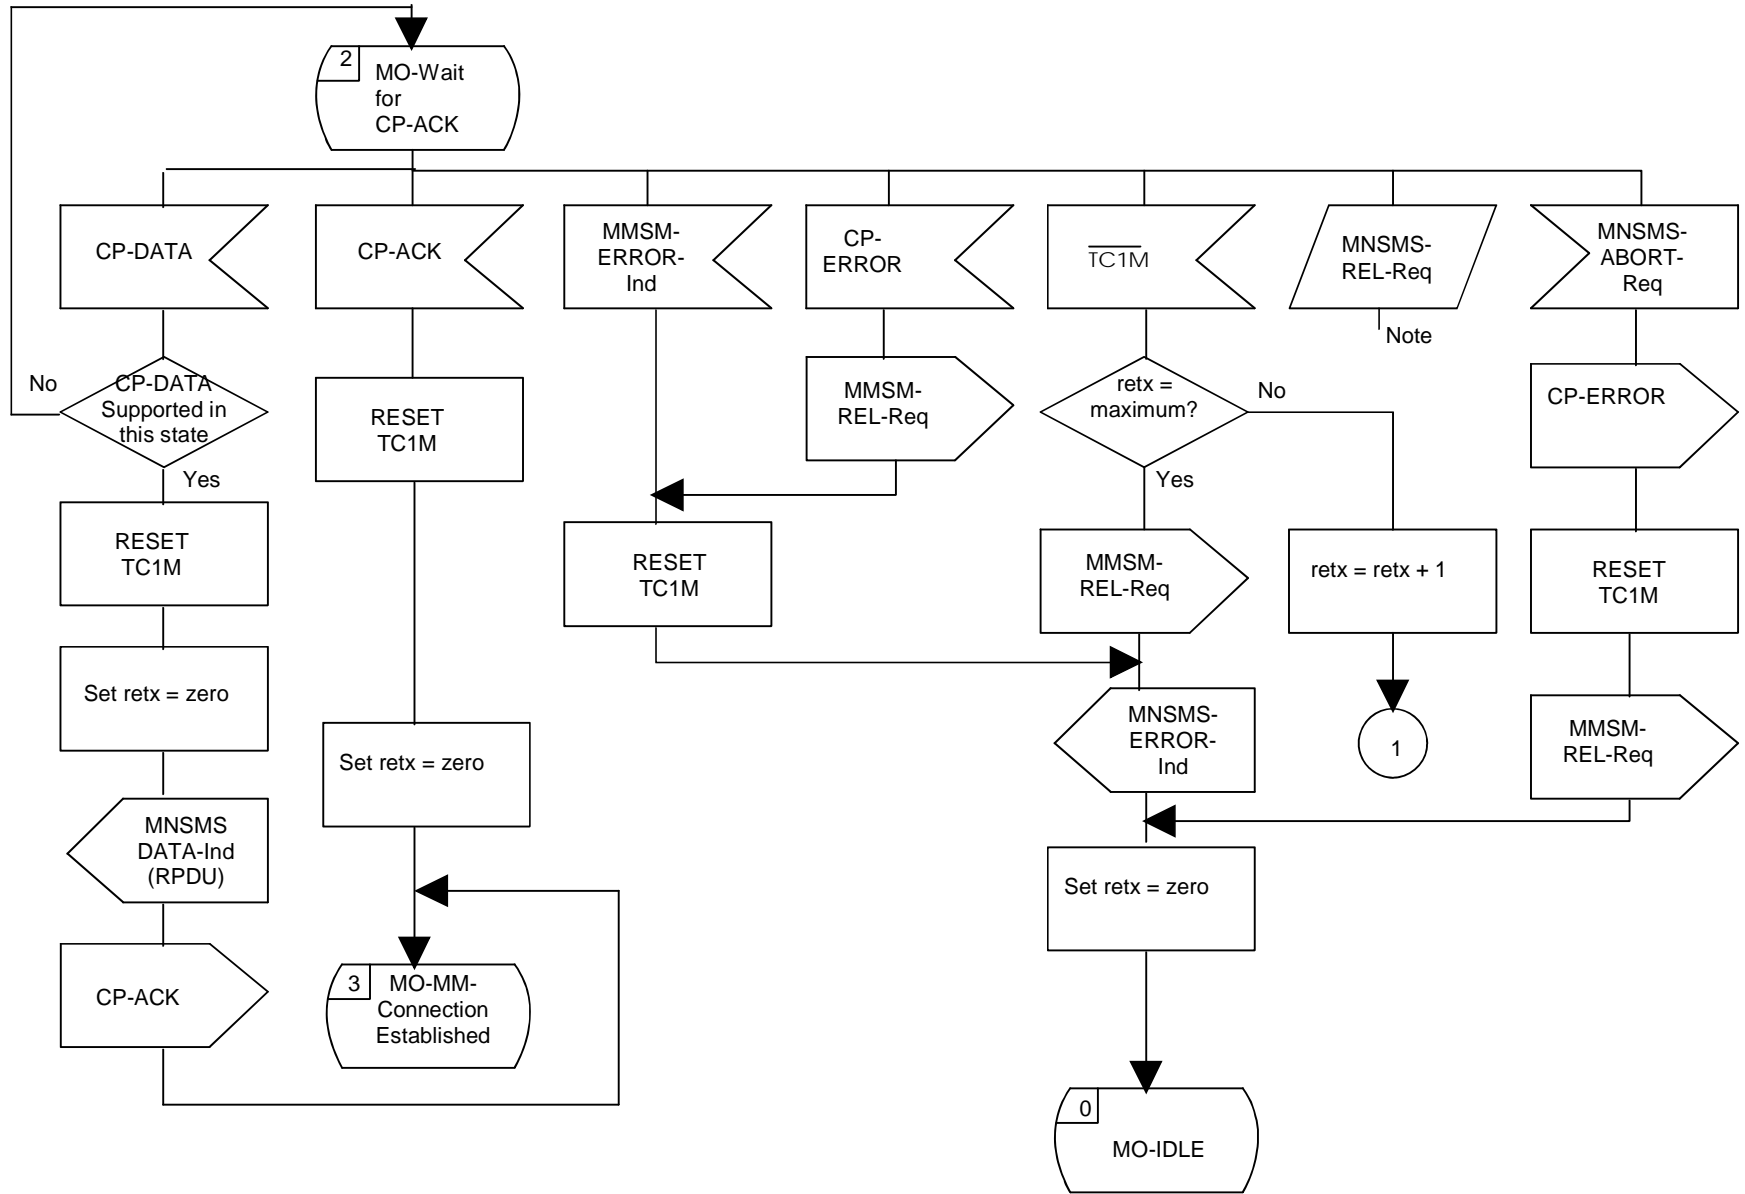 2
MO-Wait
for
CP-ACK
CP-DATA
CP-ACK
MMSM-
ERROR-
Ind
CP-
ERROR
TC1M
MNSMS-
REL-Req
Note
MNSMS-
ABORT-
Req
No
CP-DATA
Supported in
this state
Yes
RESET
TC1M
MMSM-
REL-Req
retx =
maximum?
No
Yes
CP-ERROR
RESET
TC1M
RESET
TC1M
MMSM-
REL-Req
retx = retx + 1
RESET
TC1M
Set retx = zero
Set retx = zero
MNSMS-
ERROR-
Ind
1
MMSM-
REL-Req
MNSMS
DATA-Ind
(RPDU)
Set retx = zero
CP-ACK
3
MO-MM-
Connection
Established
0
MO-IDLE